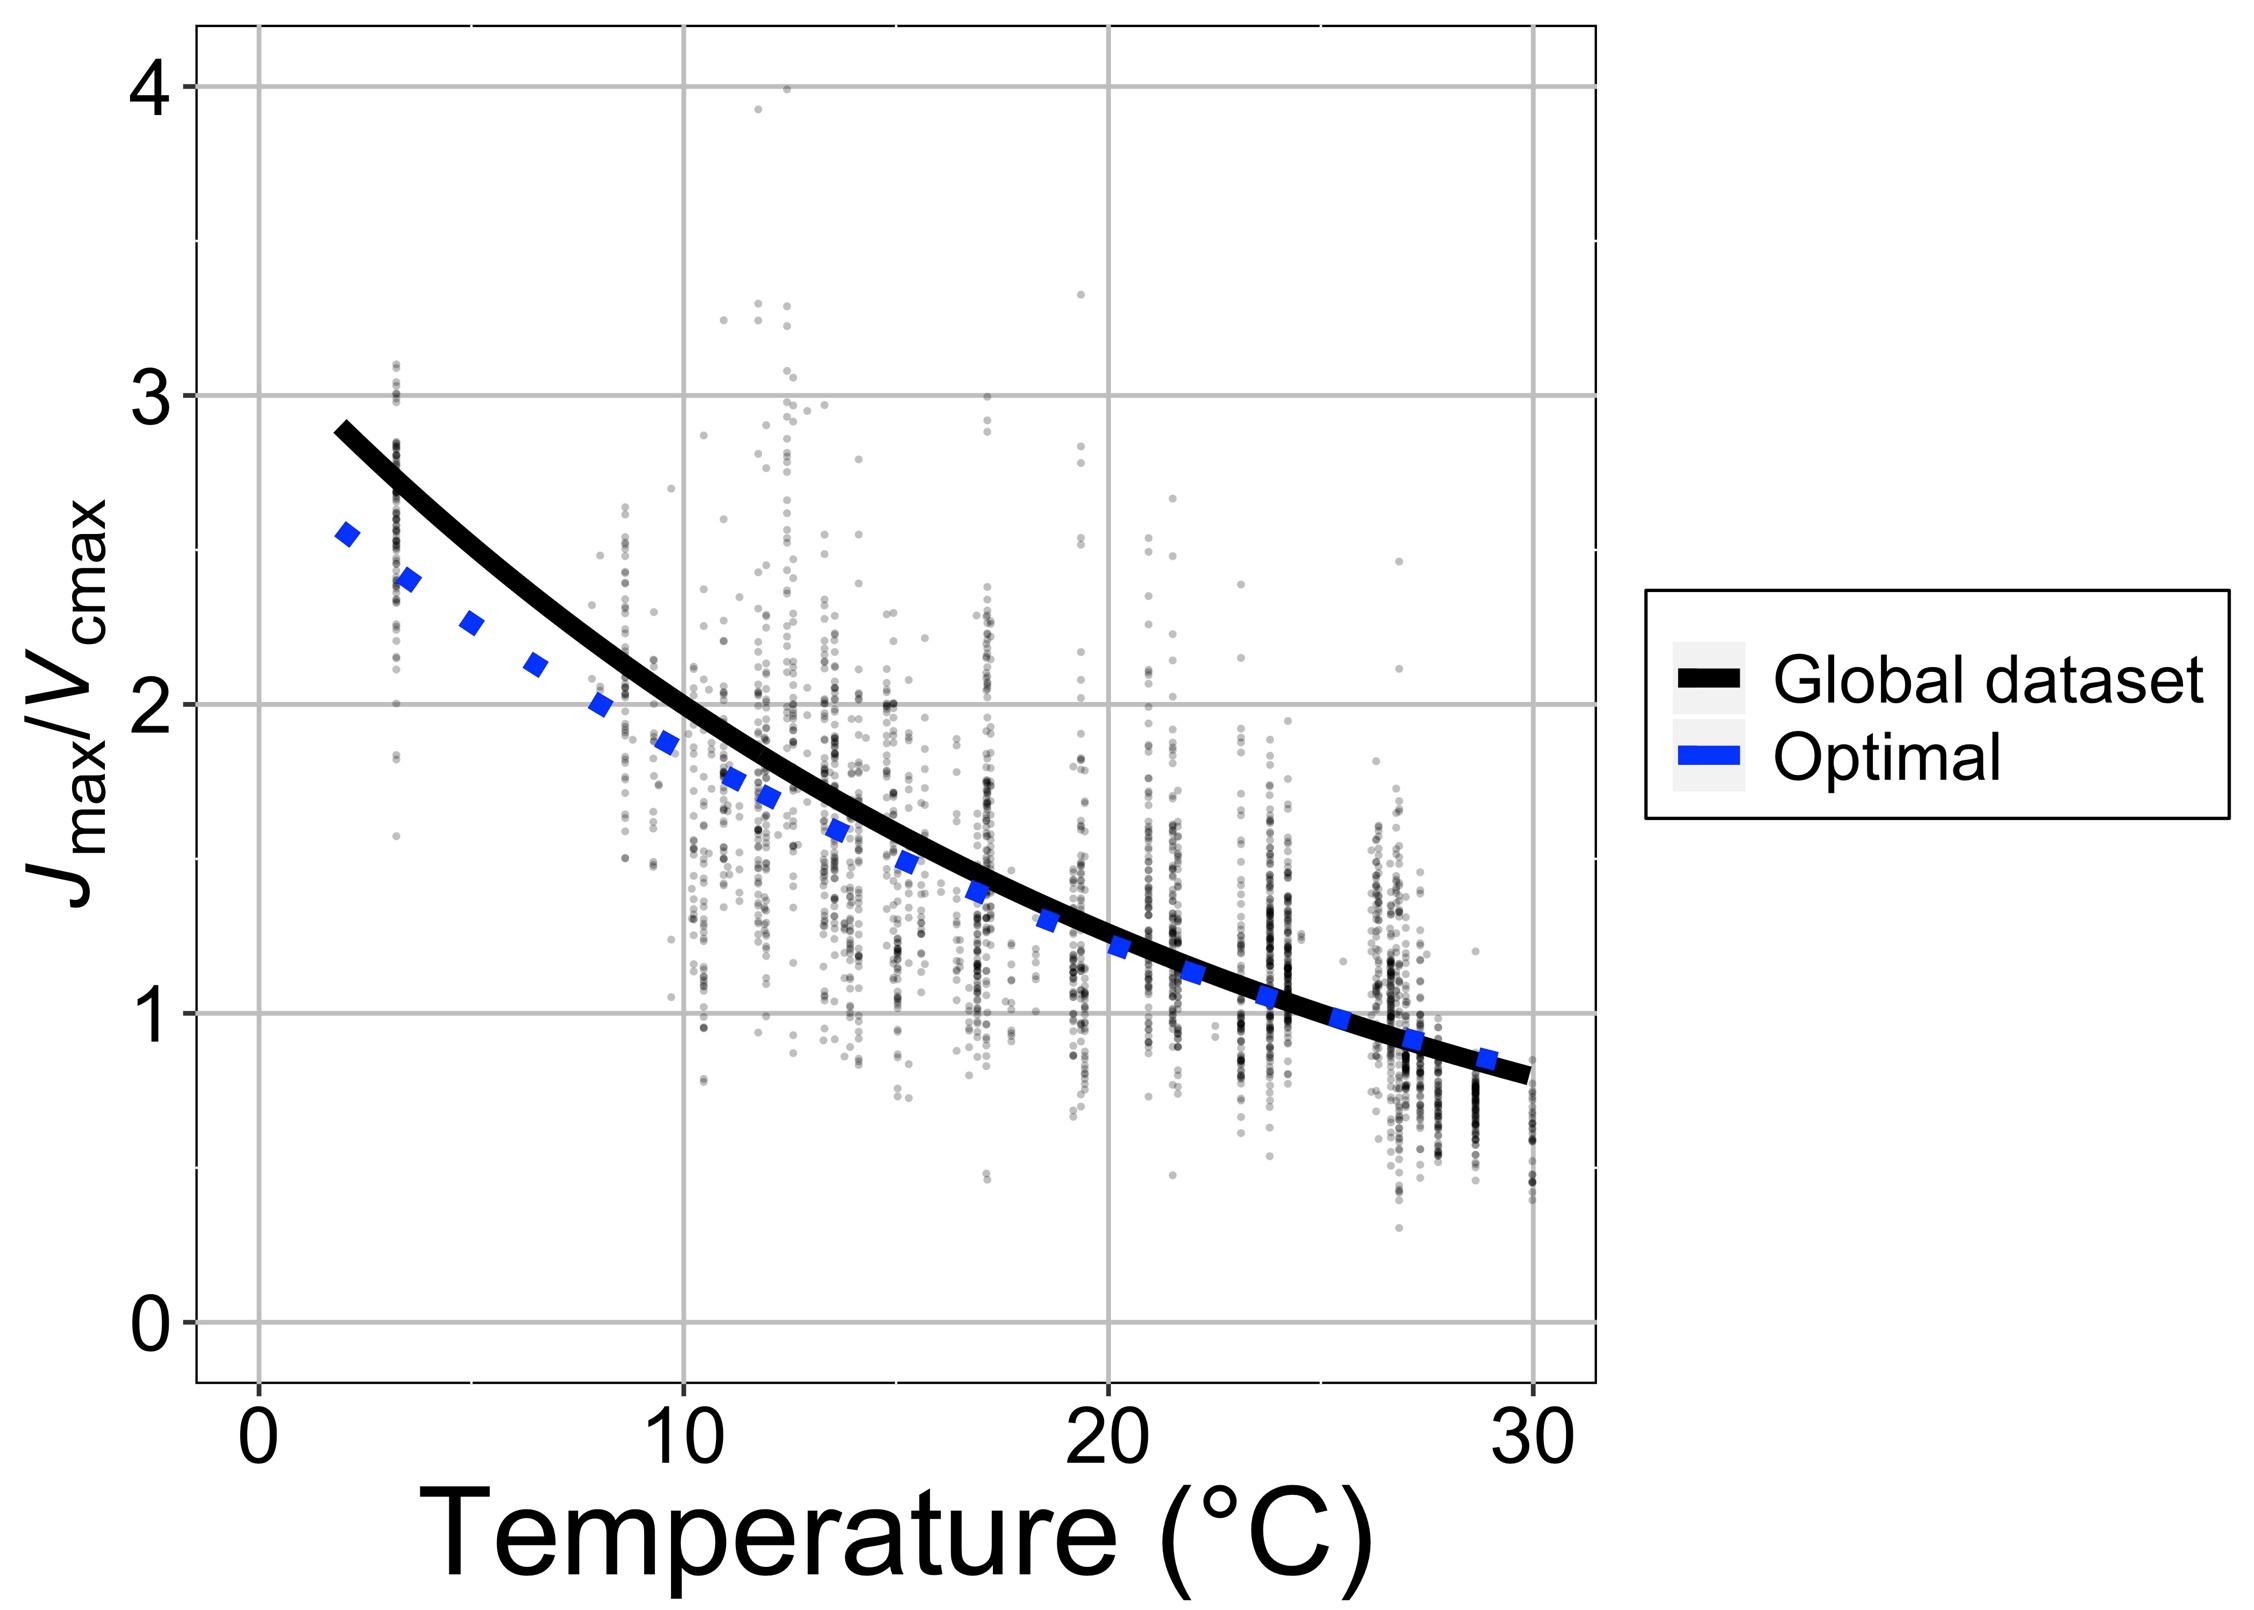 4
3
2
1
0
Jmax/Vcmax
0 10 20 30
Temperature (°C)
Global dataset
Optimal